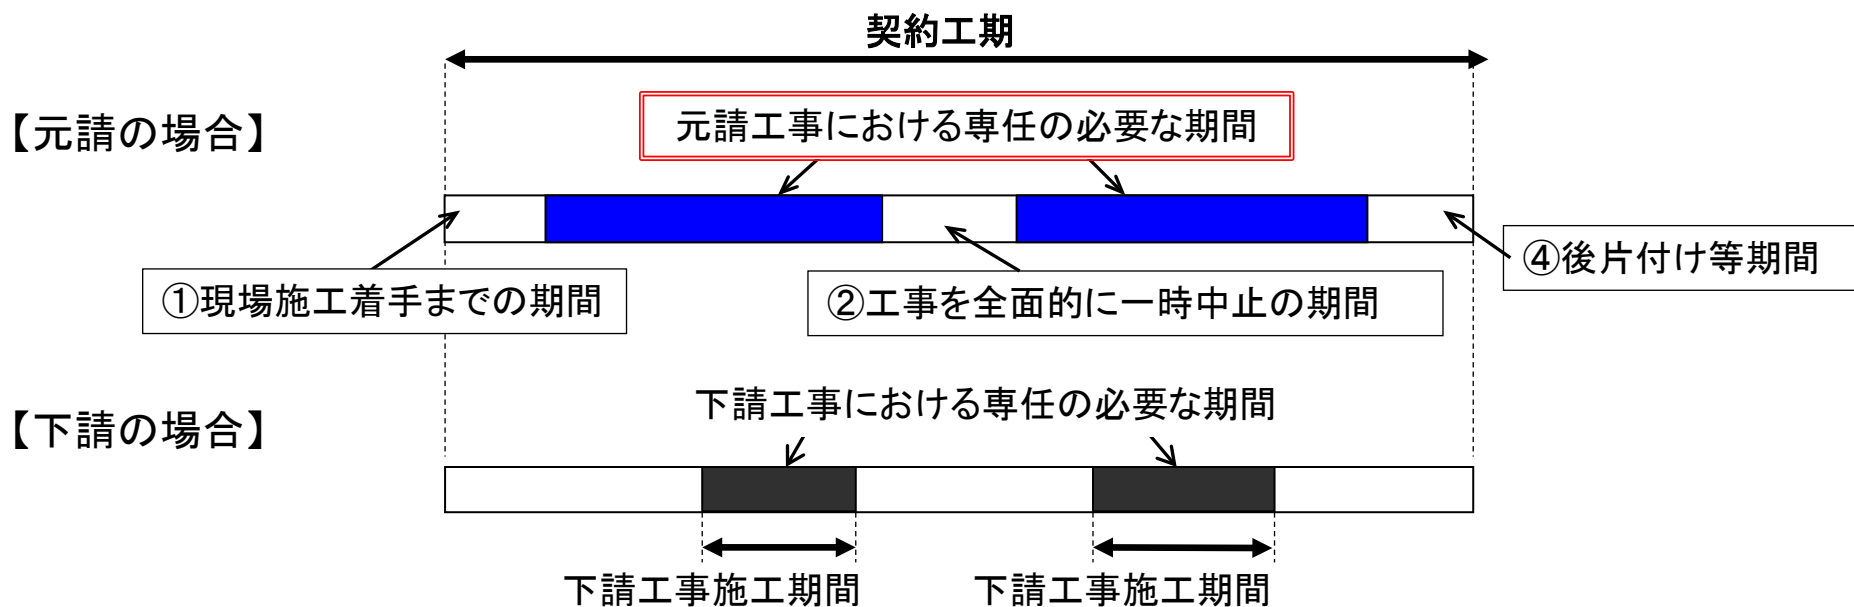 契約工期
【元請の場合】
元請工事における専任の必要な期間
①現場施工着手までの期間
②工事を全面的に一時中止の期間
④後片付け等期間
【下請の場合】
下請工事における専任の必要な期間
下請工事施工期間
下請工事施工期間